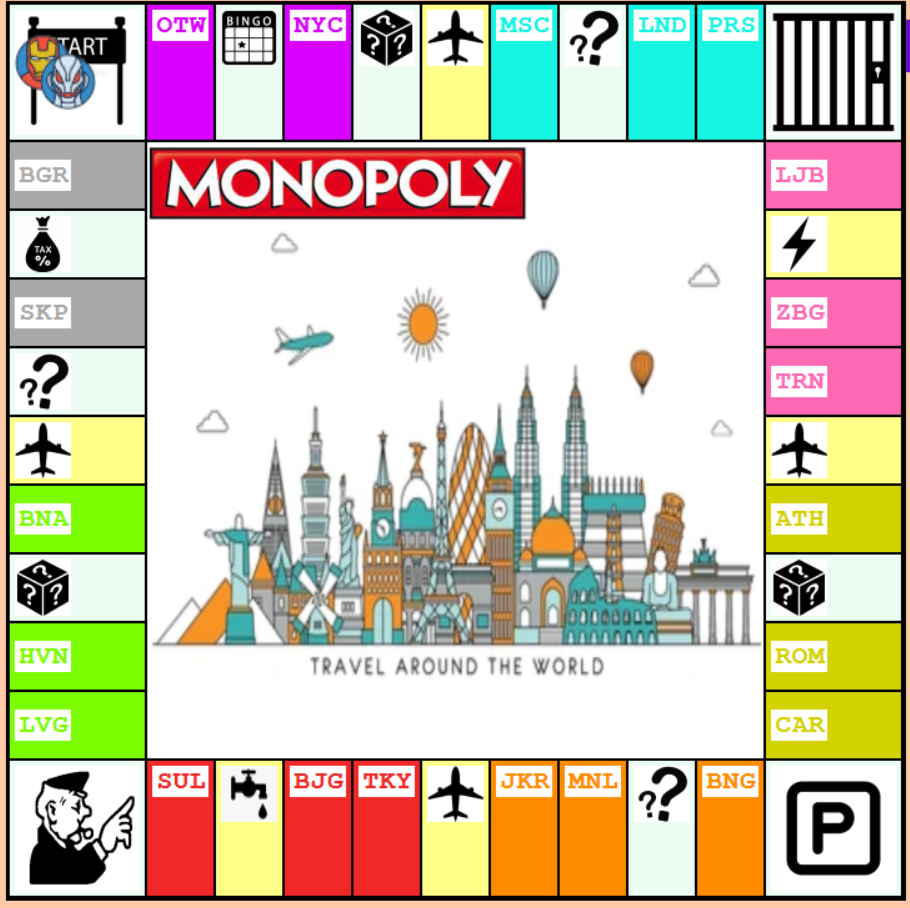 TART
OTW
BINGO
NYC
MSC
LND
PRS
BGR
MONOPOLY
LJB
TAX
%
SKP
ZBG
TRN
BNA
ATH
HVN
ROM
TRAVEL AROUND THE WORLD
LVG
CAR
SUL
BJG
TKY
JKR
MNL
BNG
P